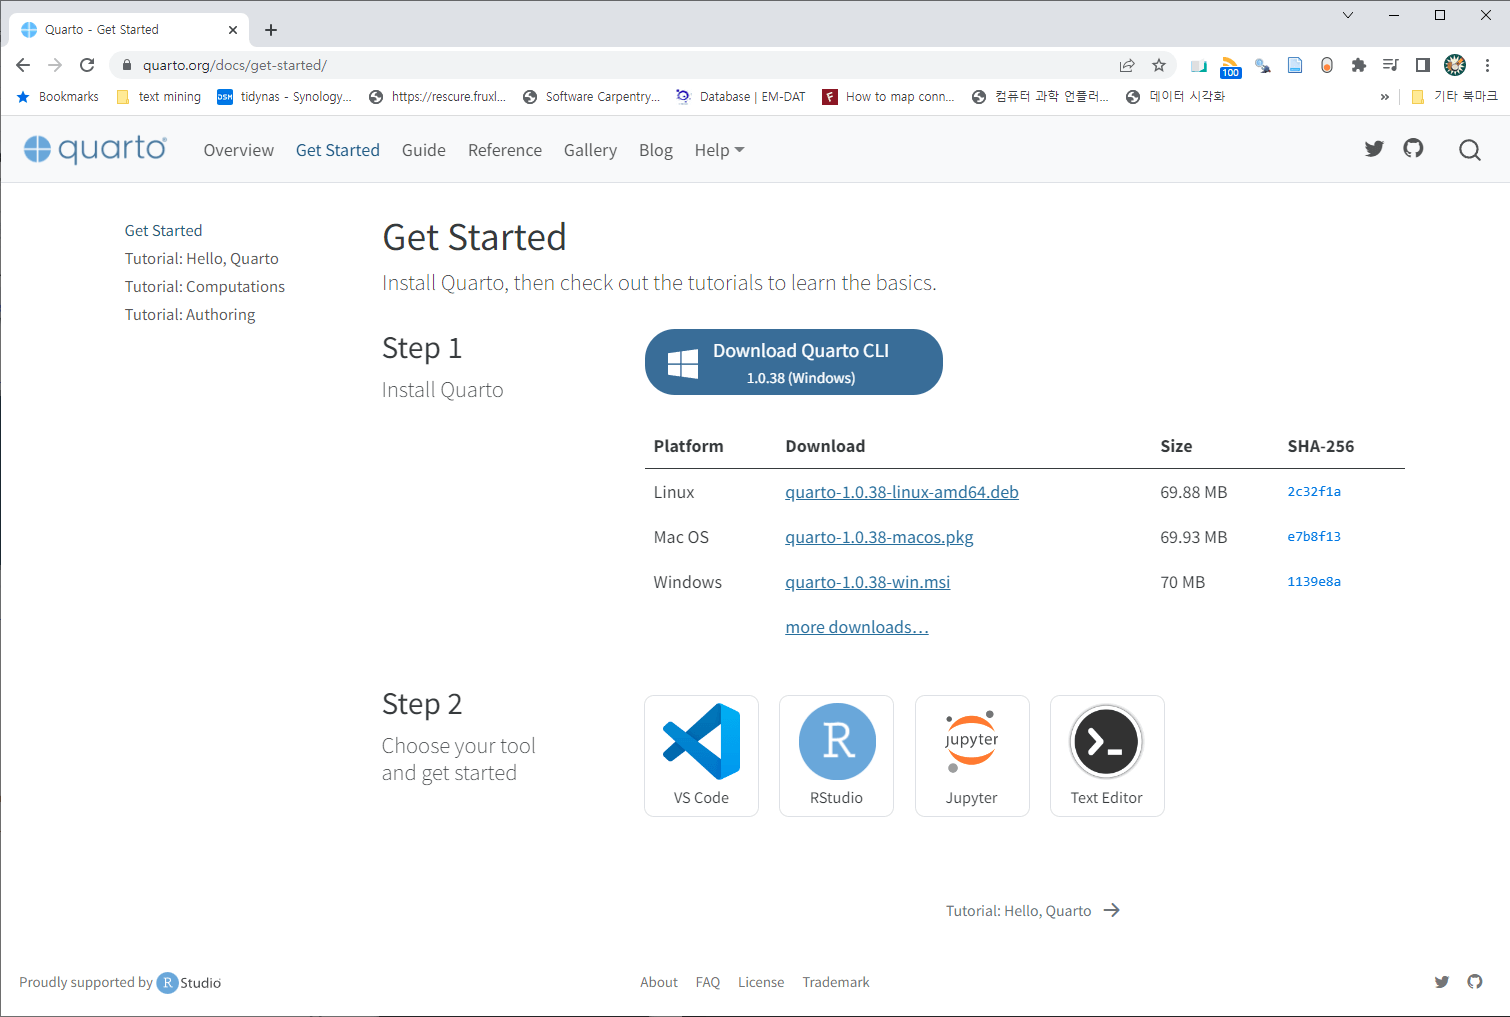 Quarto - Get Started
quarto.org/docs/get-started/
100
Bookmarks text mining DSM tidynas - Synology... https://rescure.fruxl... Software Carpentry... Database | EM-DAT F How to map conn... 컴퓨터 과학 언플러... 데이터 시각화 » 기타 북마크
quarto Overview Get Started Guide Reference Gallery Blog Help
Get Started
Tutorial: Hello, Quarto
Tutorial: Computations
Tutorial: Authoring
Get Started
Install Quarto, then check out the tutorials to learn the basics.
Step 1
Install Quarto
Download Quarto CLI
1.0.38 (Windows)
Platform Download Size SHA-256
Linux quarto-1.0.38-linux-amd64.deb 69.88 MB 2c32f1a
Mac OS quarto-1.0.38-macos.pkg 69.93 MB e7b8f13
Windows quarto-1.0.38-win.msi 70 MB 1139e8a
more downloads…
Step 2
Choose your tool
and get started
R jupyter
VS Code RStudio Jupyter Text Editor
Tutorial: Hello, Quarto
Proudly supported by R Studio About FAQ License Trademark